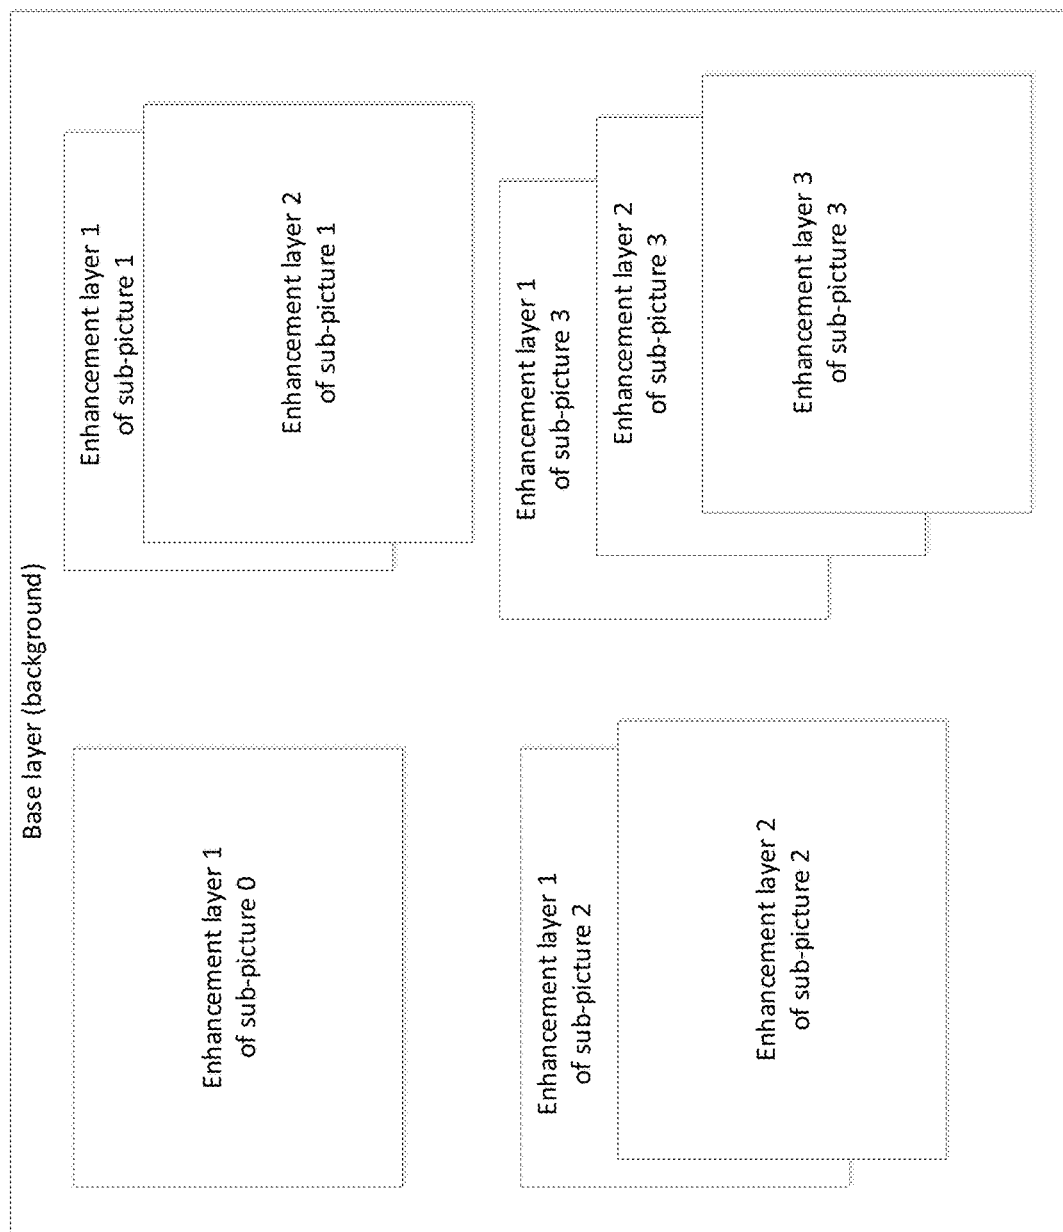 Base layer (background)
Enhancement layer 1
of sub-picture 0
Enhancement layer 1
of sub-picture 1
Enhancement layer 2
of sub-picture 1
Enhancement layer 1
of sub-picture 2
Enhancement layer 2
of sub-picture 2
Enhancement layer 1
of sub-picture 3
Enhancement layer 2
of sub-picture 3
Enhancement layer 3
of sub-picture 3